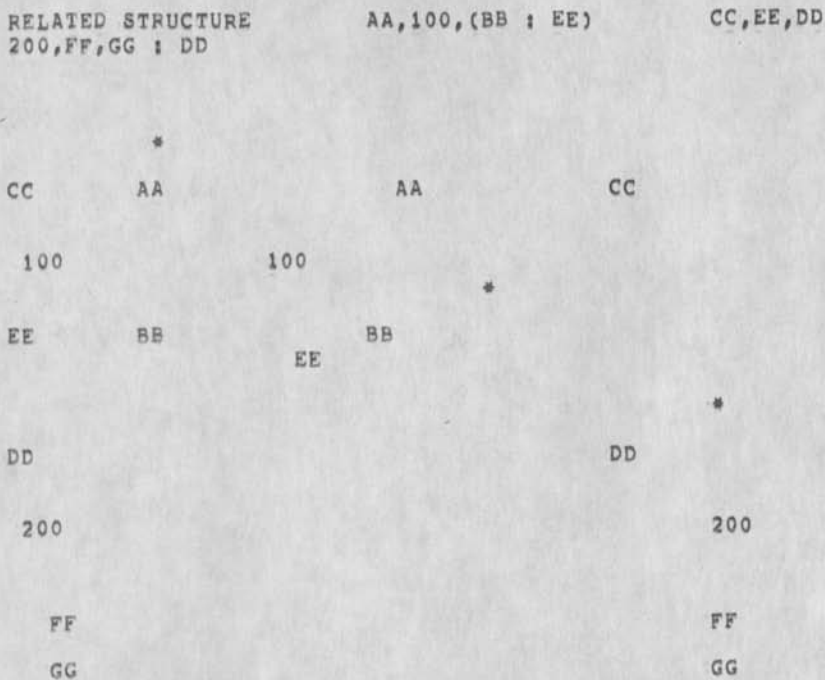 RELATED STRUCTURE AA,100,(BB : EE) CC,EE,DD
200,FF,GG : DD
*
CC AA AA CC
100 100
*
EE BB BB
EE
*
DD DD
200 200
FF FF
GG GG